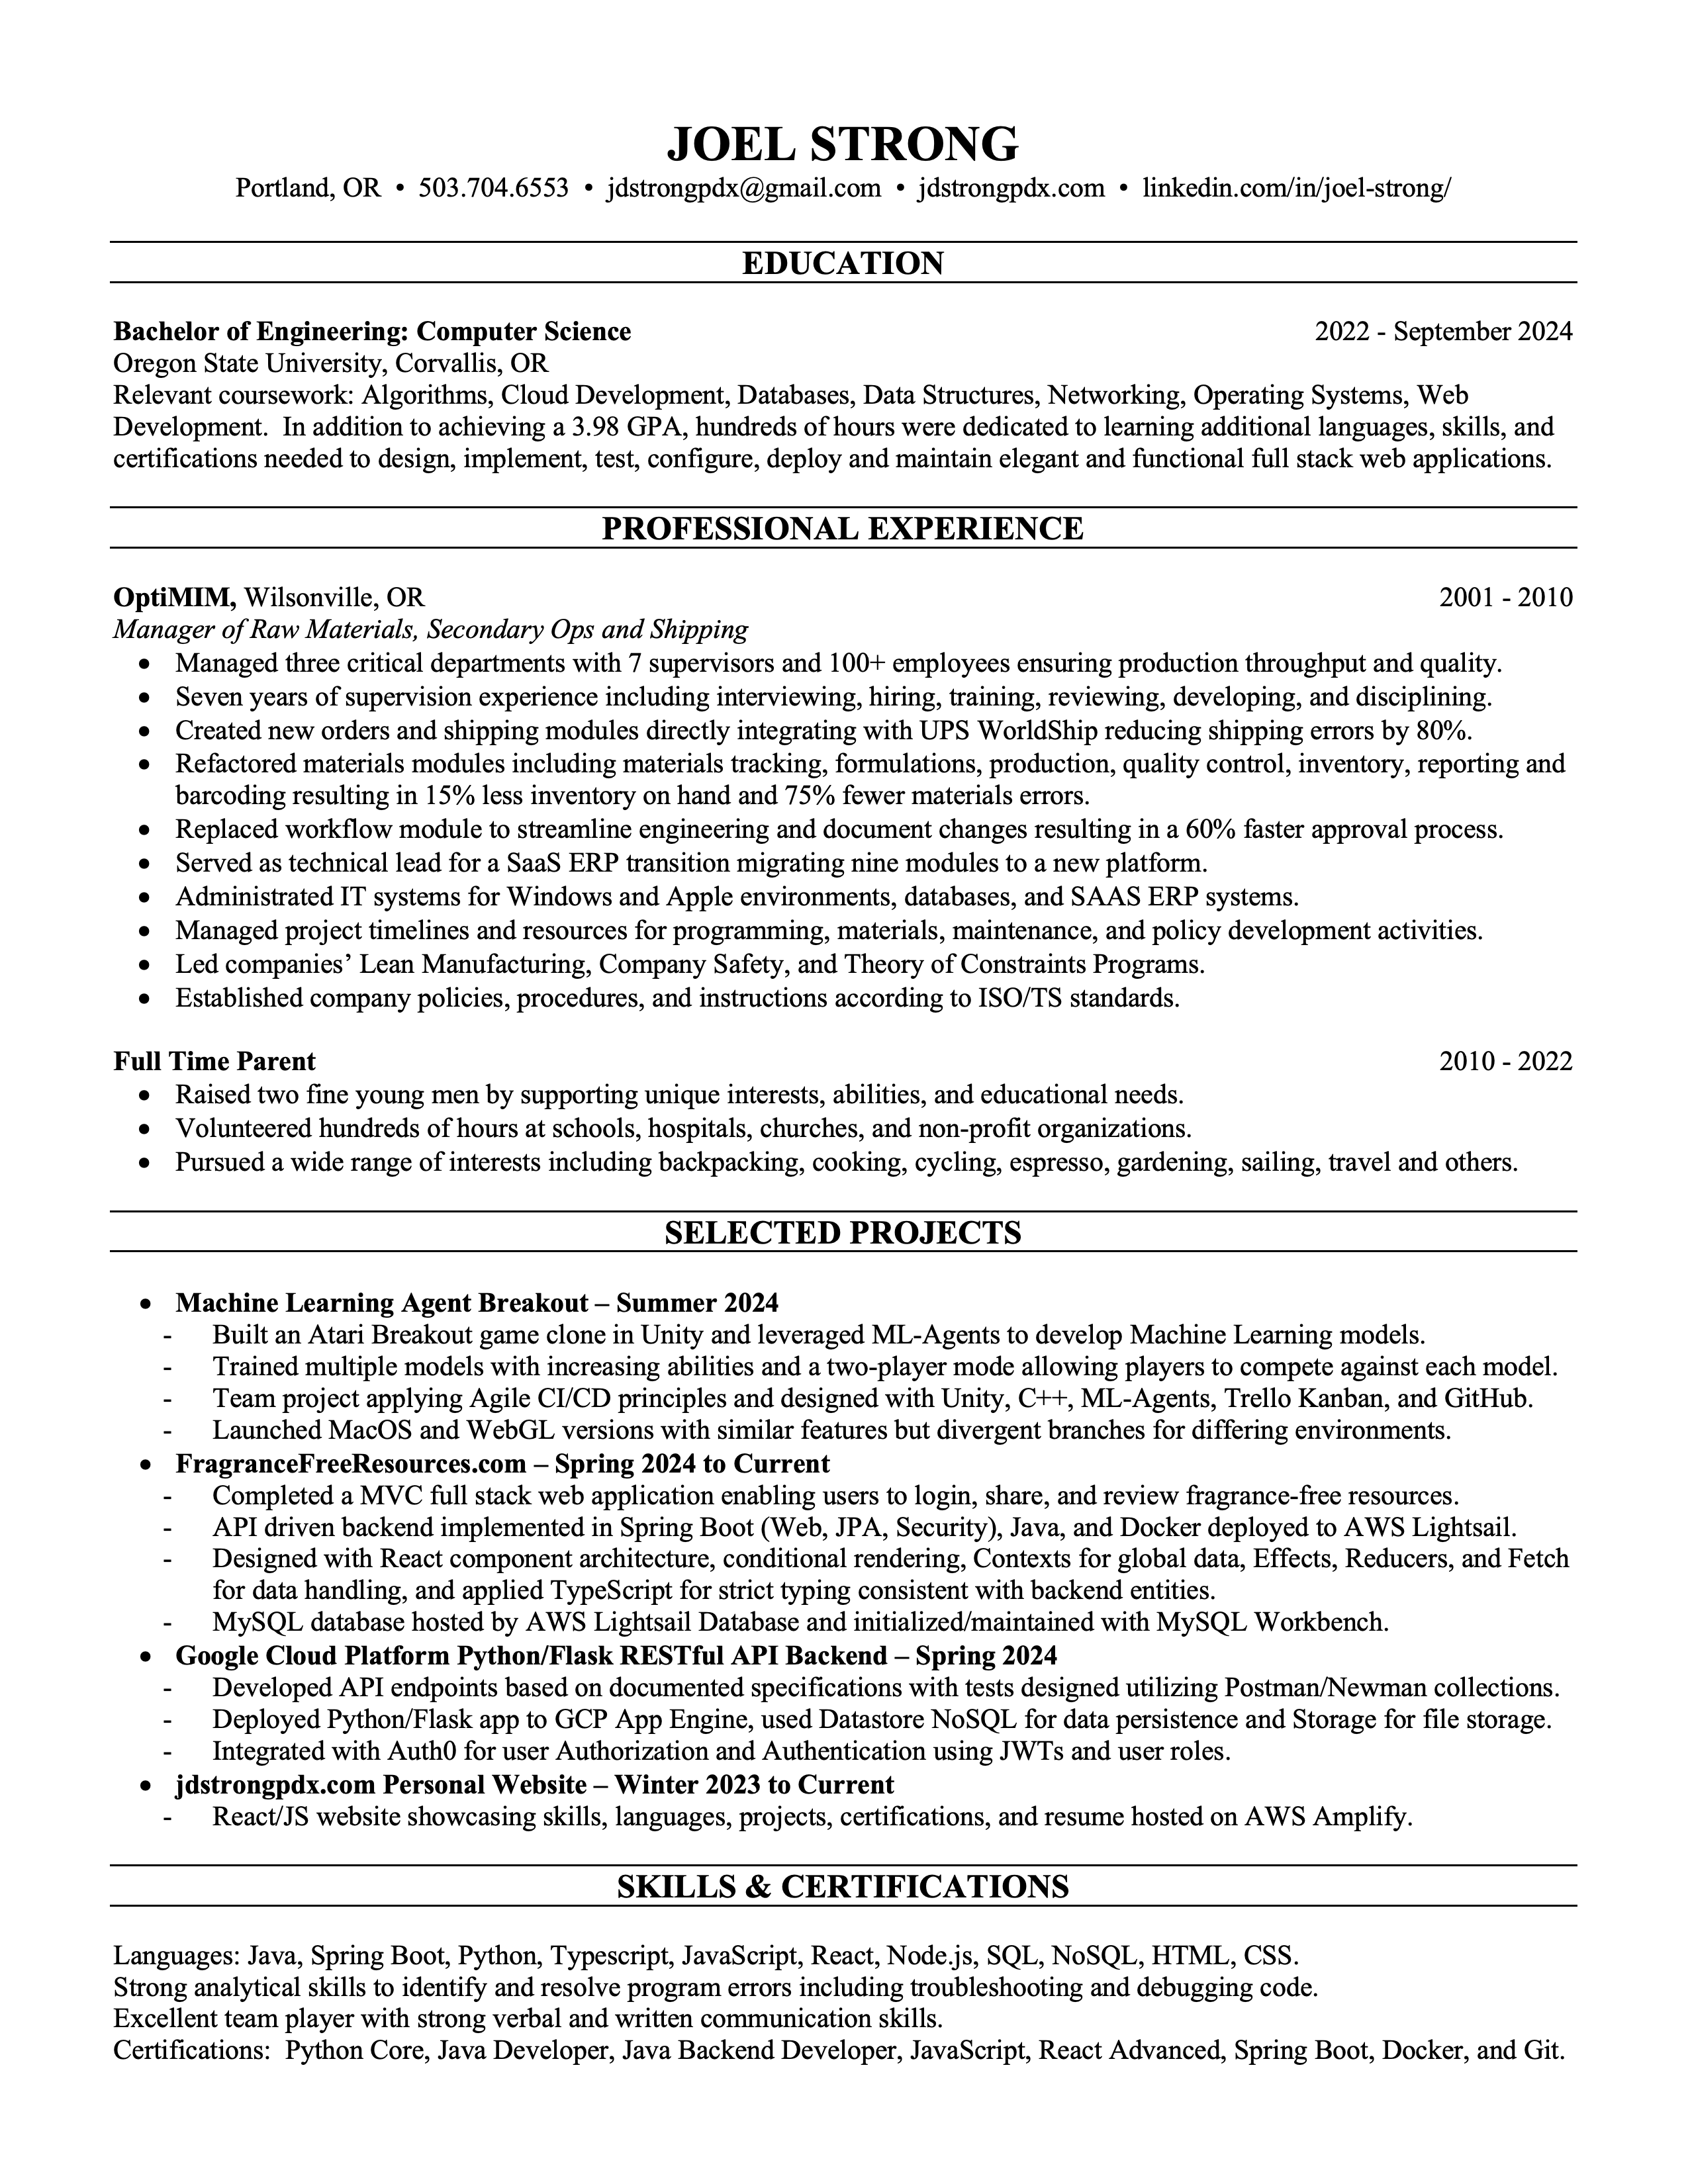 JOEL STRONG
Portland, OR • 503.704.6553 • jdstrongpdx@gmail.com • jdstrongpdx.com • linkedin.com/in/joel-strong/
EDUCATION
Bachelor of Engineering: Computer Science 2022 - September 2024
Oregon State University, Corvallis, OR
Relevant coursework: Algorithms, Cloud Development, Databases, Data Structures, Networking, Operating Systems, Web
Development.  In addition to achieving a 3.98 GPA, hundreds of hours were dedicated to learning additional languages, skills, and
certifications needed to design, implement, test, configure, deploy and maintain elegant and functional full stack web applications.
PROFESSIONAL EXPERIENCE
OptiMIM, Wilsonville, OR 2001 - 2010
Manager of Raw Materials, Secondary Ops and Shipping
• Managed three critical departments with 7 supervisors and 100+ employees ensuring production throughput and quality.
• Seven years of supervision experience including interviewing, hiring, training, reviewing, developing, and disciplining.
• Created new orders and shipping modules directly integrating with UPS WorldShip reducing shipping errors by 80%.
• Refactored materials modules including materials tracking, formulations, production, quality control, inventory, reporting and
barcoding resulting in 15% less inventory on hand and 75% fewer materials errors.
• Replaced workflow module to streamline engineering and document changes resulting in a 60% faster approval process.
• Served as technical lead for a SaaS ERP transition migrating nine modules to a new platform.
• Administrated IT systems for Windows and Apple environments, databases, and SAAS ERP systems.
• Managed project timelines and resources for programming, materials, maintenance, and policy development activities.
• Led companies’ Lean Manufacturing, Company Safety, and Theory of Constraints Programs.
• Established company policies, procedures, and instructions according to ISO/TS standards.
Full Time Parent 2010 - 2022
• Raised two fine young men by supporting unique interests, abilities, and educational needs.
• Volunteered hundreds of hours at schools, hospitals, churches, and non-profit organizations.
• Pursued a wide range of interests including backpacking, cooking, cycling, espresso, gardening, sailing, travel and others.
SELECTED PROJECTS
• Machine Learning Agent Breakout – Summer 2024
- Built an Atari Breakout game clone in Unity and leveraged ML-Agents to develop Machine Learning models.
- Trained multiple models with increasing abilities and a two-player mode allowing players to compete against each model.
- Team project applying Agile CI/CD principles and designed with Unity, C++, ML-Agents, Trello Kanban, and GitHub.
- Launched MacOS and WebGL versions with similar features but divergent branches for differing environments.
• FragranceFreeResources.com – Spring 2024 to Current
- Completed a MVC full stack web application enabling users to login, share, and review fragrance-free resources.
- API driven backend implemented in Spring Boot (Web, JPA, Security), Java, and Docker deployed to AWS Lightsail.
- Designed with React component architecture, conditional rendering, Contexts for global data, Effects, Reducers, and Fetch
for data handling, and applied TypeScript for strict typing consistent with backend entities.
- MySQL database hosted by AWS Lightsail Database and initialized/maintained with MySQL Workbench.
• Google Cloud Platform Python/Flask RESTful API Backend – Spring 2024
- Developed API endpoints based on documented specifications with tests designed utilizing Postman/Newman collections.
- Deployed Python/Flask app to GCP App Engine, used Datastore NoSQL for data persistence and Storage for file storage.
- Integrated with Auth0 for user Authorization and Authentication using JWTs and user roles.
• jdstrongpdx.com Personal Website – Winter 2023 to Current
- React/JS website showcasing skills, languages, projects, certifications, and resume hosted on AWS Amplify.
SKILLS & CERTIFICATIONS
Languages: Java, Spring Boot, Python, Typescript, JavaScript, React, Node.js, SQL, NoSQL, HTML, CSS.
Strong analytical skills to identify and resolve program errors including troubleshooting and debugging code.
Excellent team player with strong verbal and written communication skills.
Certifications:  Python Core, Java Developer, Java Backend Developer, JavaScript, React Advanced, Spring Boot, Docker, and Git.